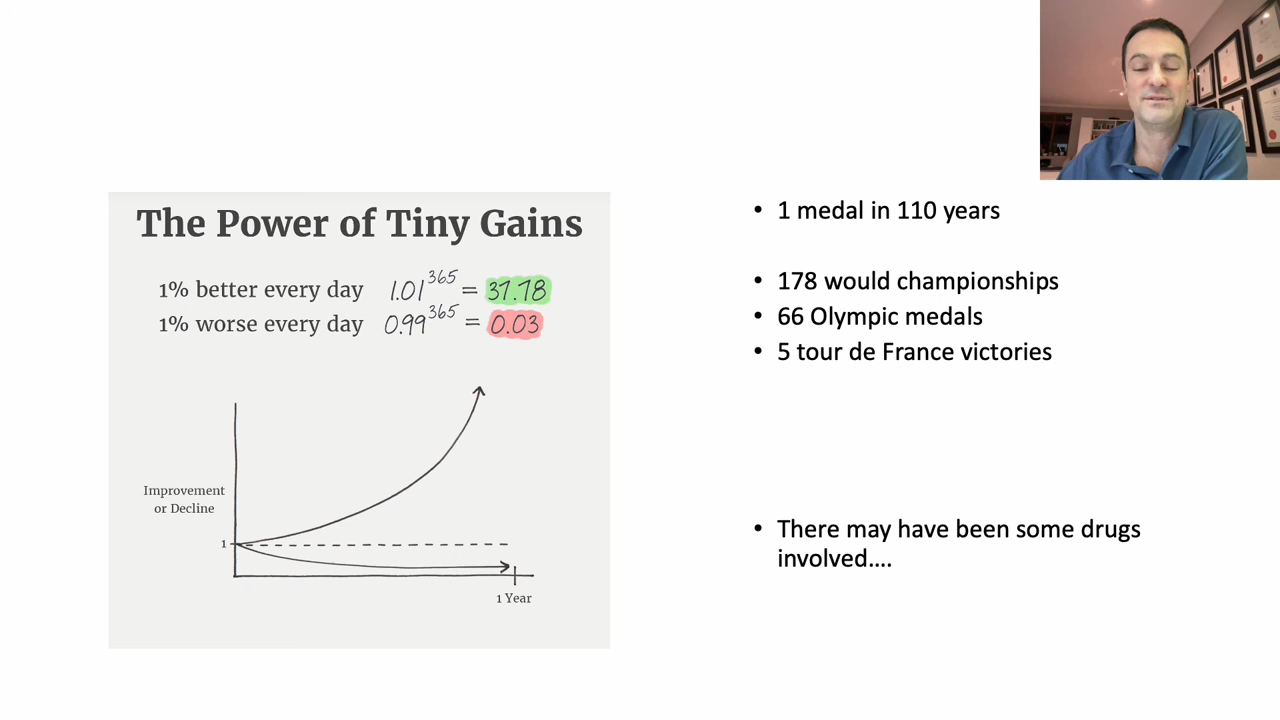 The Power of Tiny Gains
1% better every day 1.01^365 = 37.78
1% worse every day 0.99^365 = 0.03
Improvement
or Decline
1
1 Year
• 1 medal in 110 years
• 178 would championships
• 66 Olympic medals
• 5 tour de France victories
• There may have been some drugs
involved....